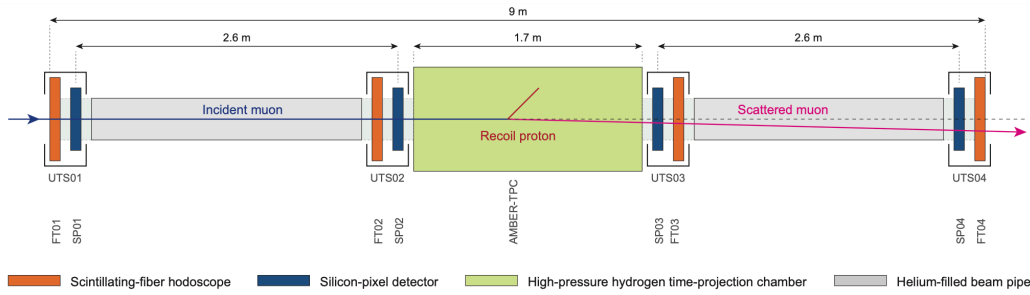 9 m
2.6 m
1.7 m
2.6 m
Incident muon
Scattered muon
Recoil proton
UTS01
UTS02
UTS03
UTS04
FT01
SP01
FT02
SP02
AMBER-TPC
SP03
FT03
SP04
FT04
Scintillating-fiber hodoscope
Silicon-pixel detector
High-pressure hydrogen time-projection chamber
Helium-filled beam pipe